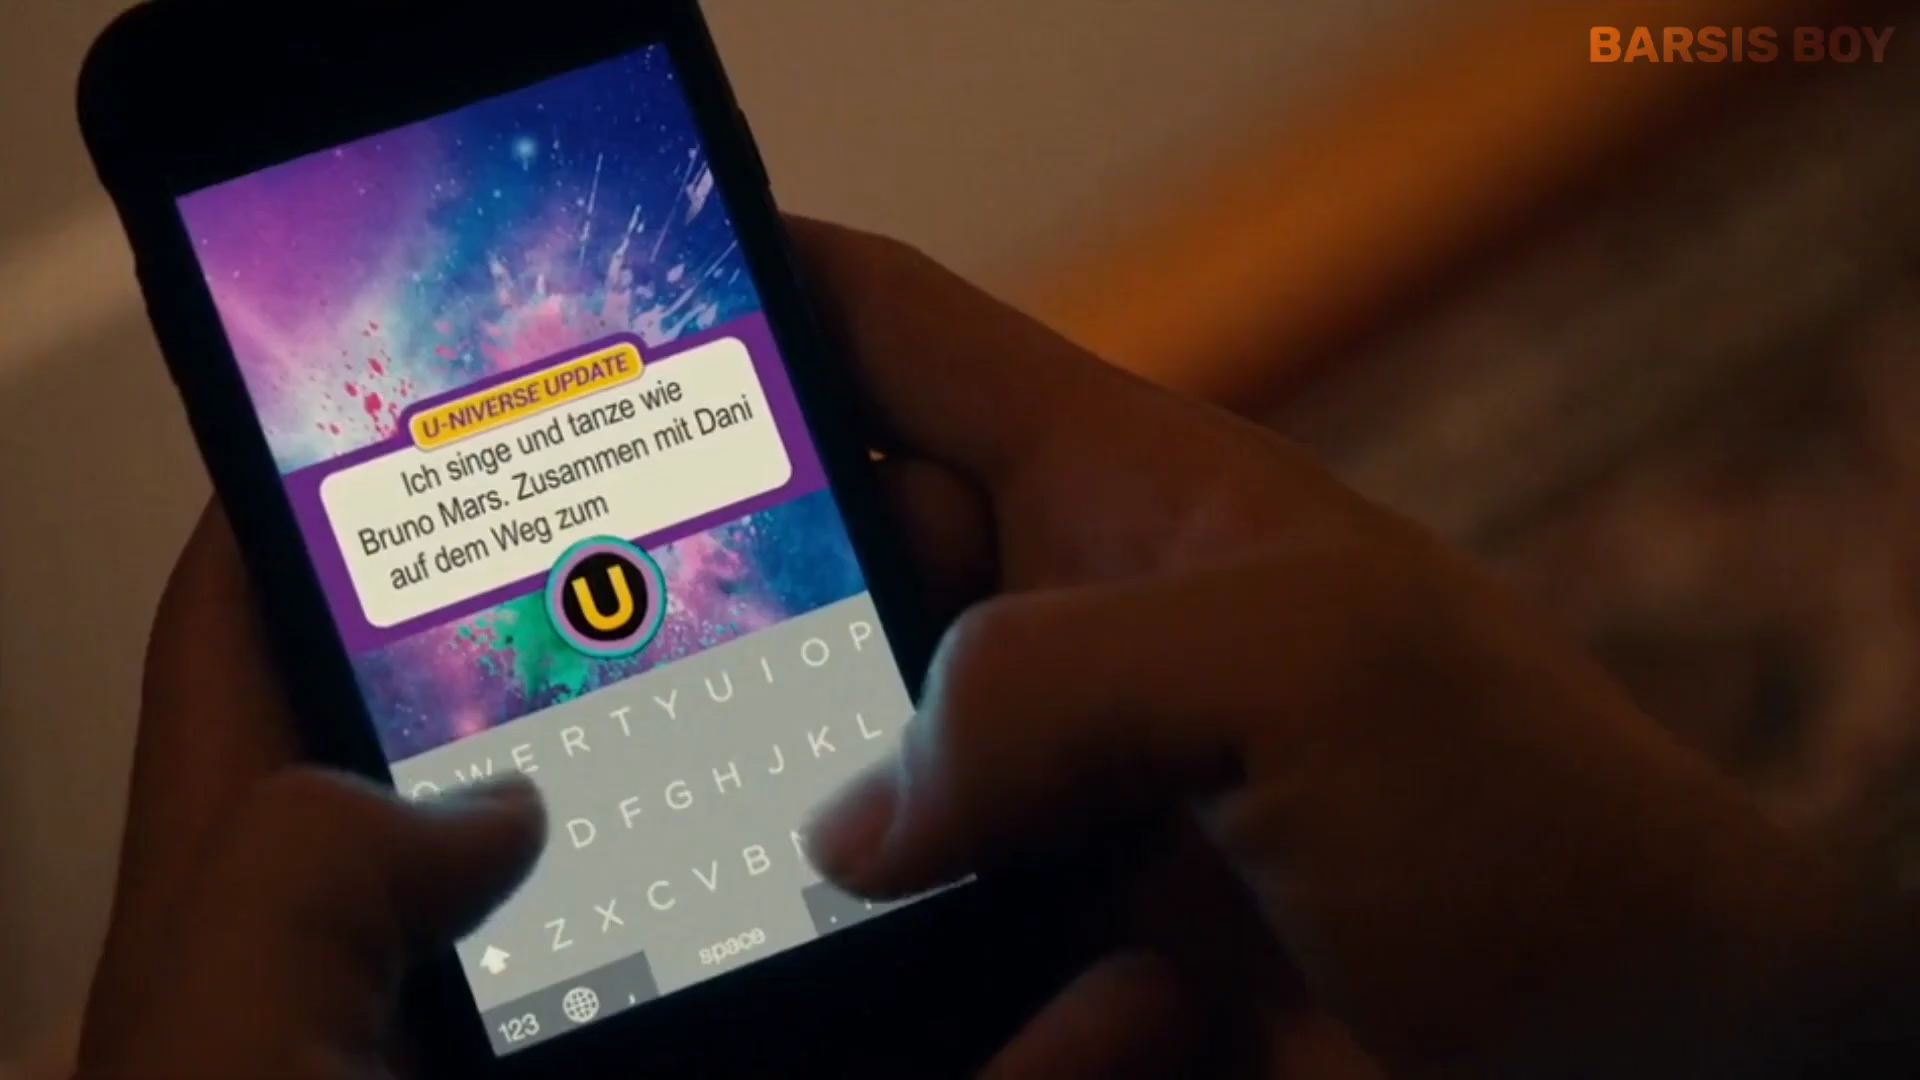 BARSIS BOY
U-NIVERSE UPDATE
Ich singe und tanze wie
Bruno Mars. Zusammen mit Dani
auf dem Weg zum
U
Q W E R T Y U I O P
D F G H J K L
Z X C V B N
123 , space . :